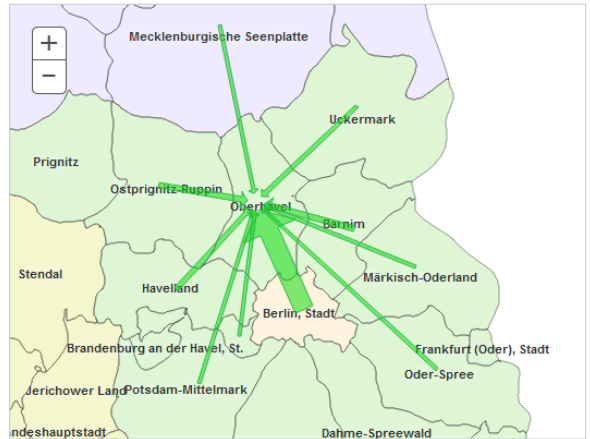 +
−
Mecklenburgische Seenplatte
Uckermark
Prignitz
Ostprignitz-Ruppin
Oberhavel
Barnim
Stendal
Märkisch-Oderland
Havelland
Berlin, Stadt
Brandenburg an der Havel, St.
Frankfurt (Oder), Stadt
Oder-Spree
Jerichower Land
Potsdam-Mittelmark
ndeshauptstadt
Dahme-Spreewald